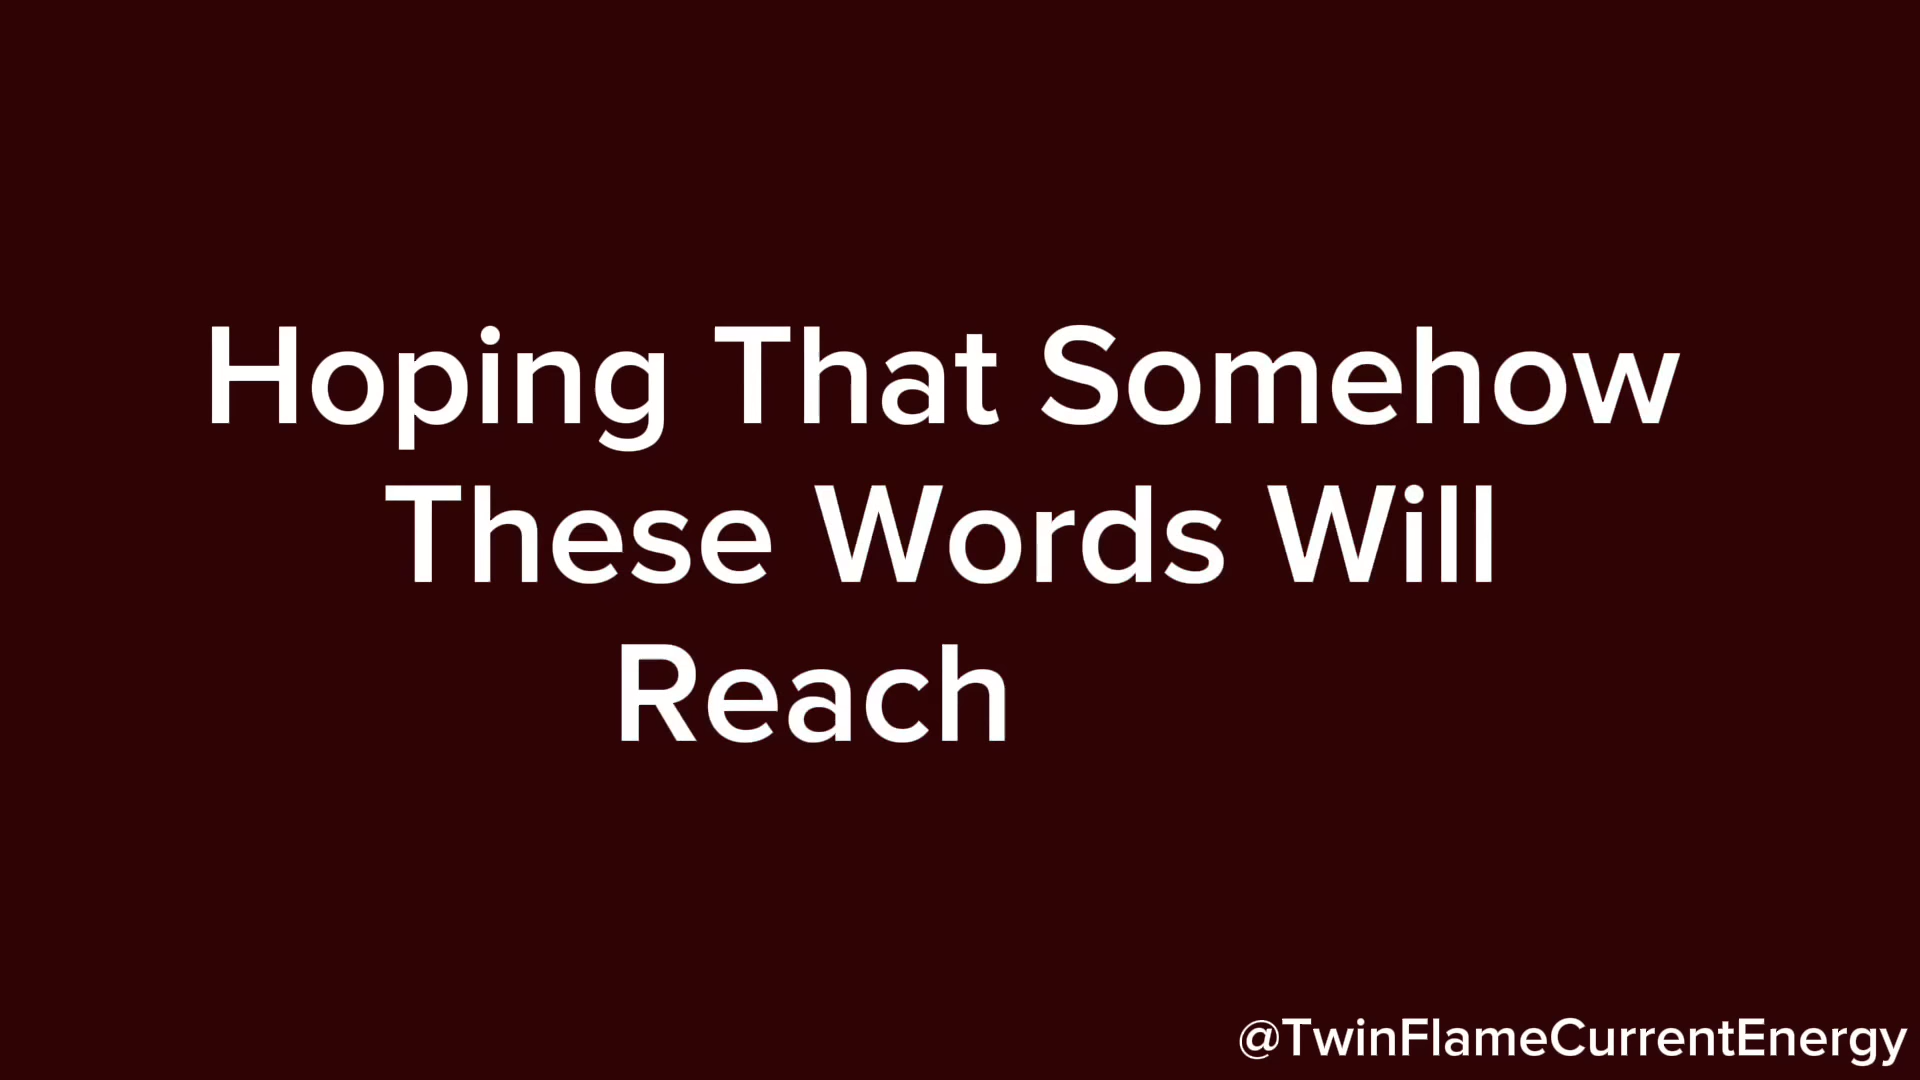 Hoping That Somehow
These Words Will
Reach
@TwinFlameCurrentEnergy